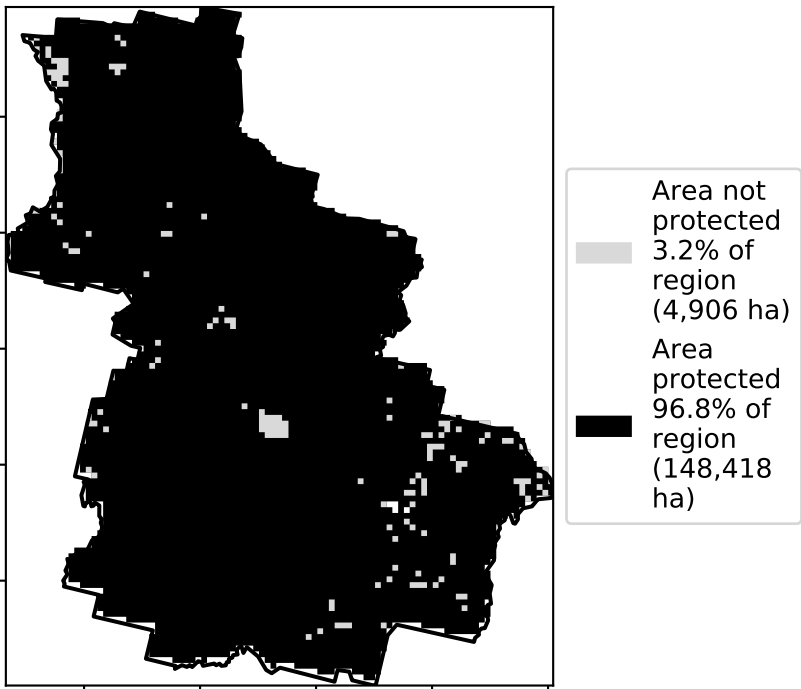 Area not
protected
3.2% of
region
(4,906 ha)
Area
protected
96.8% of
region
(148,418
ha)